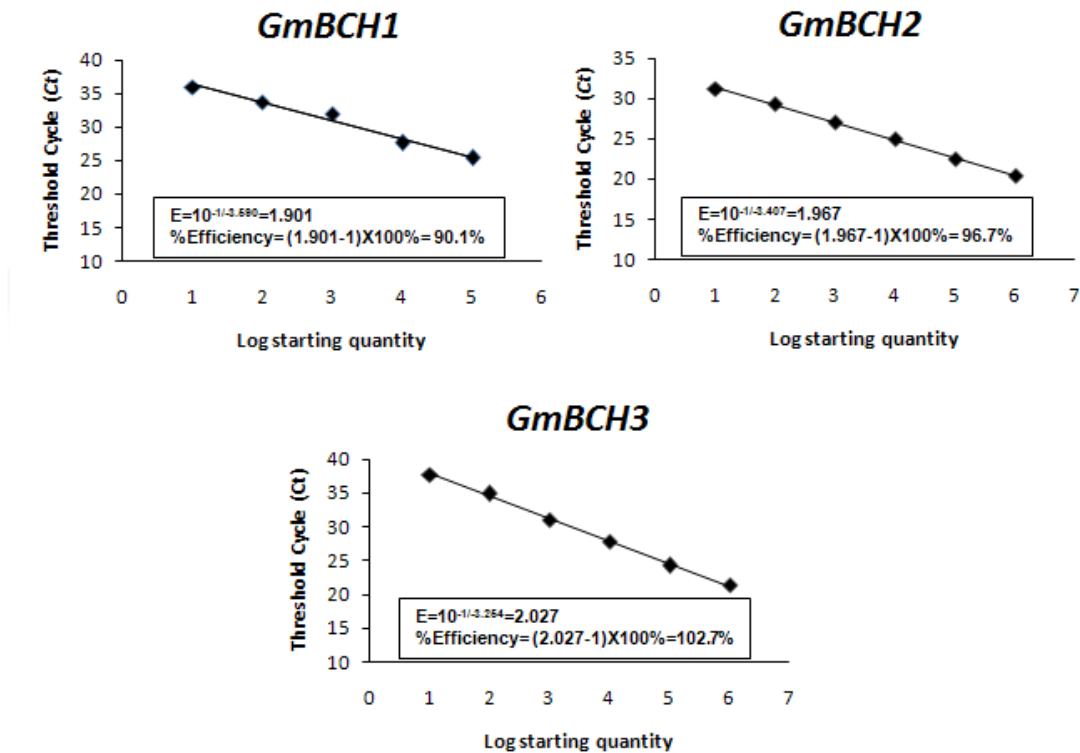 GmBCH1
Threshold Cycle (Ct)
40
35
30
25
20
15
10
E=10-1/-3.580=1.901
%Efficiency=(1.901-1)X100%=90.1%
0 1 2 3 4 5 6
Log starting quantity
GmBCH2
Threshold Cycle (Ct)
35
30
25
20
15
10
E=10-1/-3.407=1.967
%Efficiency=(1.967-1)X100%=96.7%
0 1 2 3 4 5 6 7
Log starting quantity
GmBCH3
Threshold Cycle (Ct)
40
35
30
25
20
15
10
E=10-1/-3.254=2.027
%Efficiency=(2.027-1)X100%=102.7%
0 1 2 3 4 5 6 7
Log starting quantity